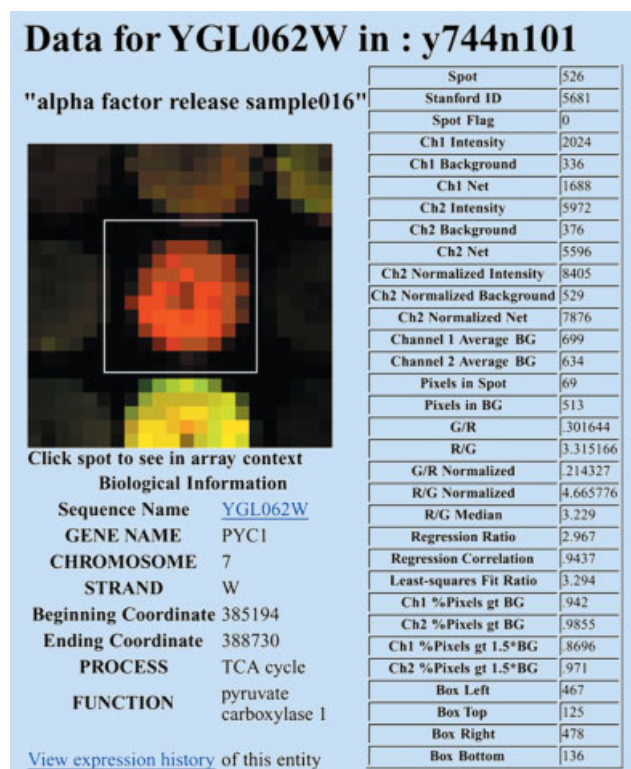 Data for YGL062W in : y744n101
"alpha factor release sample016"
Click spot to see in array context
Biological Information
Sequence Name YGL062W
GENE NAME PYC1
CHROMOSOME 7
STRAND W
Beginning Coordinate 385194
Ending Coordinate 388730
PROCESS TCA cycle
FUNCTION pyruvate
carboxylase 1
View expression history of this entity
Spot 526
Stanford ID 5681
Spot Flag 0
Ch1 Intensity 2024
Ch1 Background 336
Ch1 Net 1688
Ch2 Intensity 5972
Ch2 Background 376
Ch2 Net 5596
Ch2 Normalized Intensity 8405
Ch2 Normalized Background 529
Ch2 Normalized Net 7876
Channel 1 Average BG 699
Channel 2 Average BG 634
Pixels in Spot 69
Pixels in BG 513
G/R .301644
R/G 3.315166
G/R Normalized .214327
R/G Normalized 4.665776
R/G Median 3.229
Regression Ratio 2.967
Regression Correlation .9437
Least-squares Fit Ratio 3.294
Ch1 %Pixels gt BG .942
Ch2 %Pixels gt BG .9855
Ch1 %Pixels gt 1.5*BG .8696
Ch2 %Pixels gt 1.5*BG .971
Box Left 467
Box Top 125
Box Right 478
Box Bottom 136